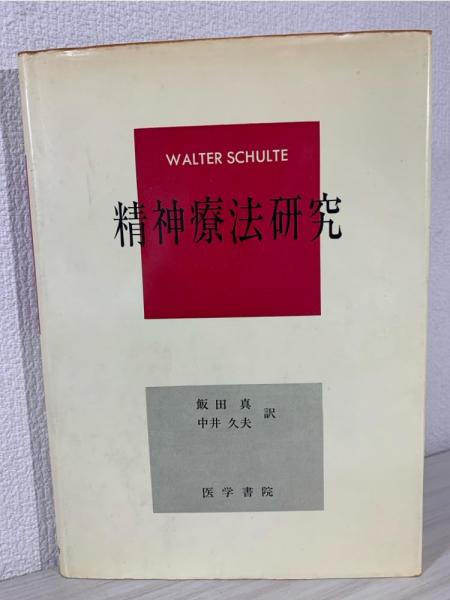 WALTER SCHULTE
精神療法研究
飯田 真
中井 久夫
訳
医学書院